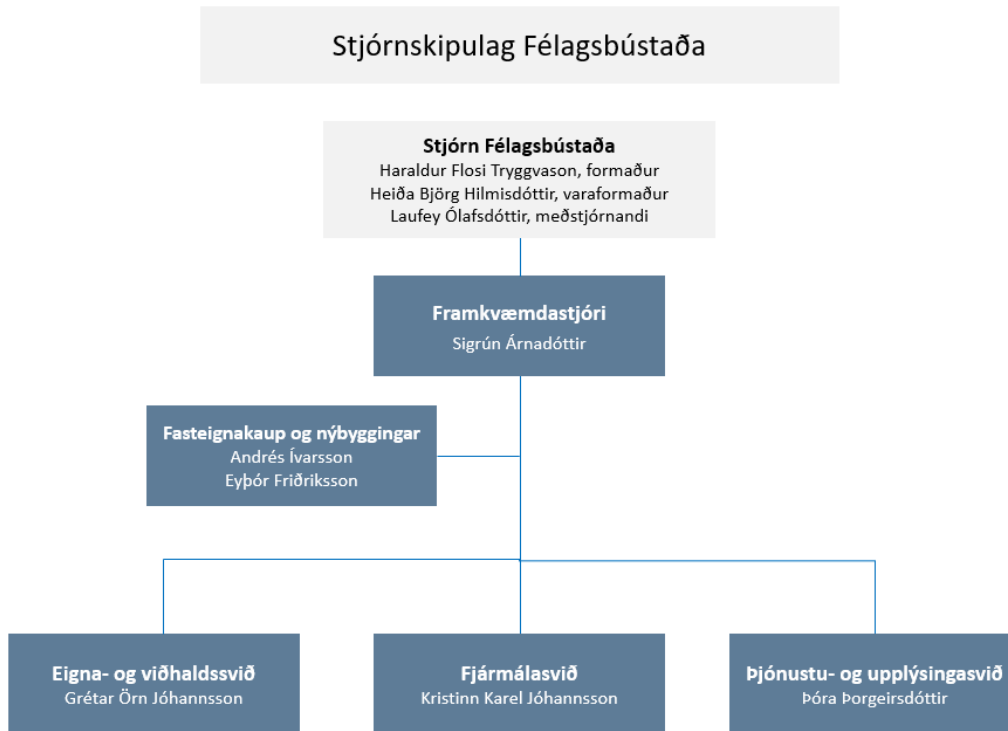 Stjórnskipulag Félagsbústaða
Stjórn Félagsbústaða
Haraldur Flosi Tryggvason, formaður
Heiða Björg Hilmisdóttir, varaformaður
Laufey Ólafsdóttir, meðstjórnandi
Framkvæmdastjóri
Sigrún Árnadóttir
Fasteignakaup og nýbyggingar
Andrés Ívarsson
Eyþór Friðriksson
Eigna- og viðhaldssvið
Grétar Örn Jóhannsson
Fjármálasvið
Kristinn Karel Jóhannsson
Þjónustu- og upplýsingasvið
Þóra Þorgeirsdóttir